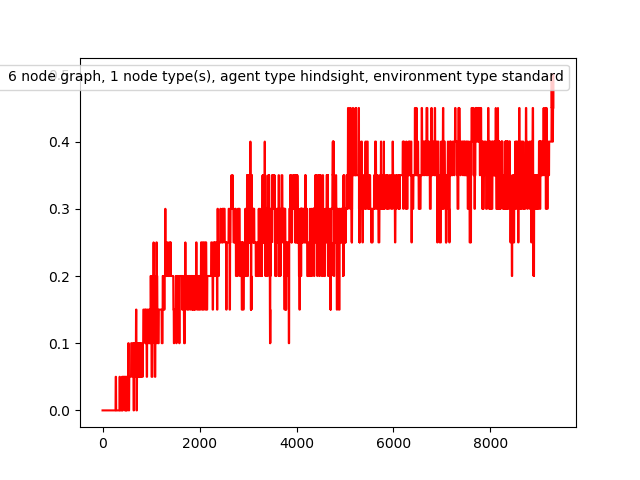 6 node graph, 1 node type(s), agent type hindsight, environment type standard
0.4
0.3
0.2
0.1
0.0
0 2000 4000 6000 8000